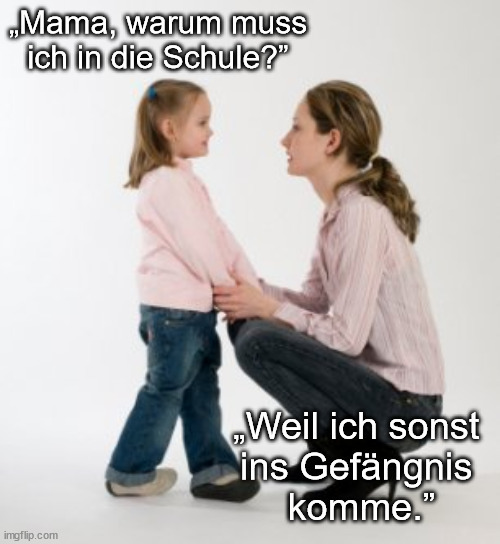 „Mama, warum muss
ich in die Schule?”
„Weil ich sonst
ins Gefängnis
komme.”
imgflip.com